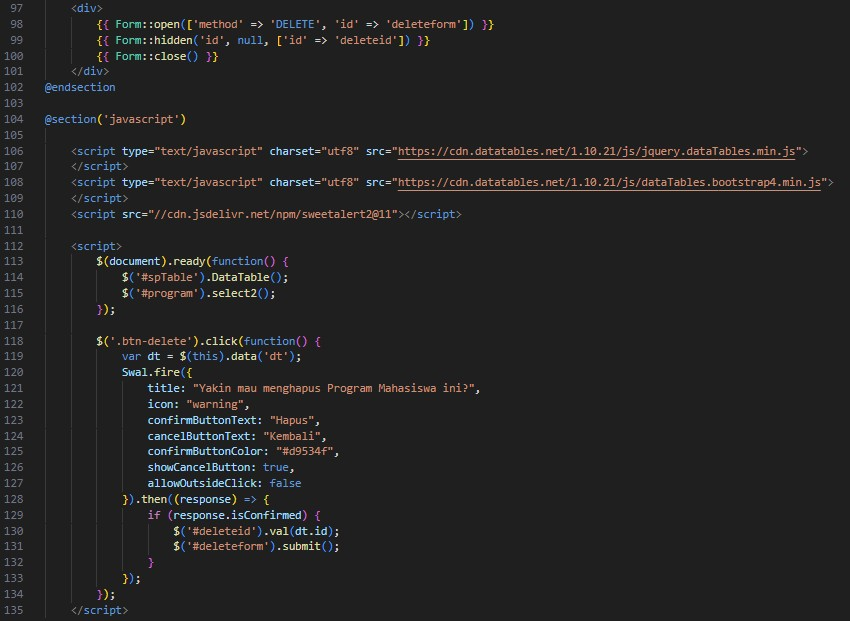 97 <div>
98 {{ Form::open(['method' => 'DELETE', 'id' => 'deleteform']) }}
99 {{ Form::hidden('id', null, ['id' => 'deleteid']) }}
100 {{ Form::close() }}
101 </div>
102 @endsection
103
104 @section('javascript')
105
106 <script type="text/javascript" charset="utf8" src="https://cdn.datatables.net/1.10.21/js/jquery.dataTables.min.js">
107 </script>
108 <script type="text/javascript" charset="utf8" src="https://cdn.datatables.net/1.10.21/js/dataTables.bootstrap4.min.js">
109 </script>
110 <script src="//cdn.jsdelivr.net/npm/sweetalert2@11"></script>
111
112 <script>
113 $(document).ready(function() {
114 $('#spTable').DataTable();
115 $('#program').select2();
116 });
117
118 $('.btn-delete').click(function() {
119 var dt = $(this).data('dt');
120 Swal.fire({
121 title: "Yakin mau menghapus Program Mahasiswa ini?",
122 icon: "warning",
123 confirmButtonText: "Hapus",
124 cancelButtonText: "Kembali",
125 confirmButtonColor: "#d9534f",
126 showCancelButton: true,
127 allowOutsideClick: false
128 }).then((response) => {
129 if (response.isConfirmed) {
130 $('#deleteid').val(dt.id);
131 $('#deleteform').submit();
132 }
133 });
134 });
135 </script>